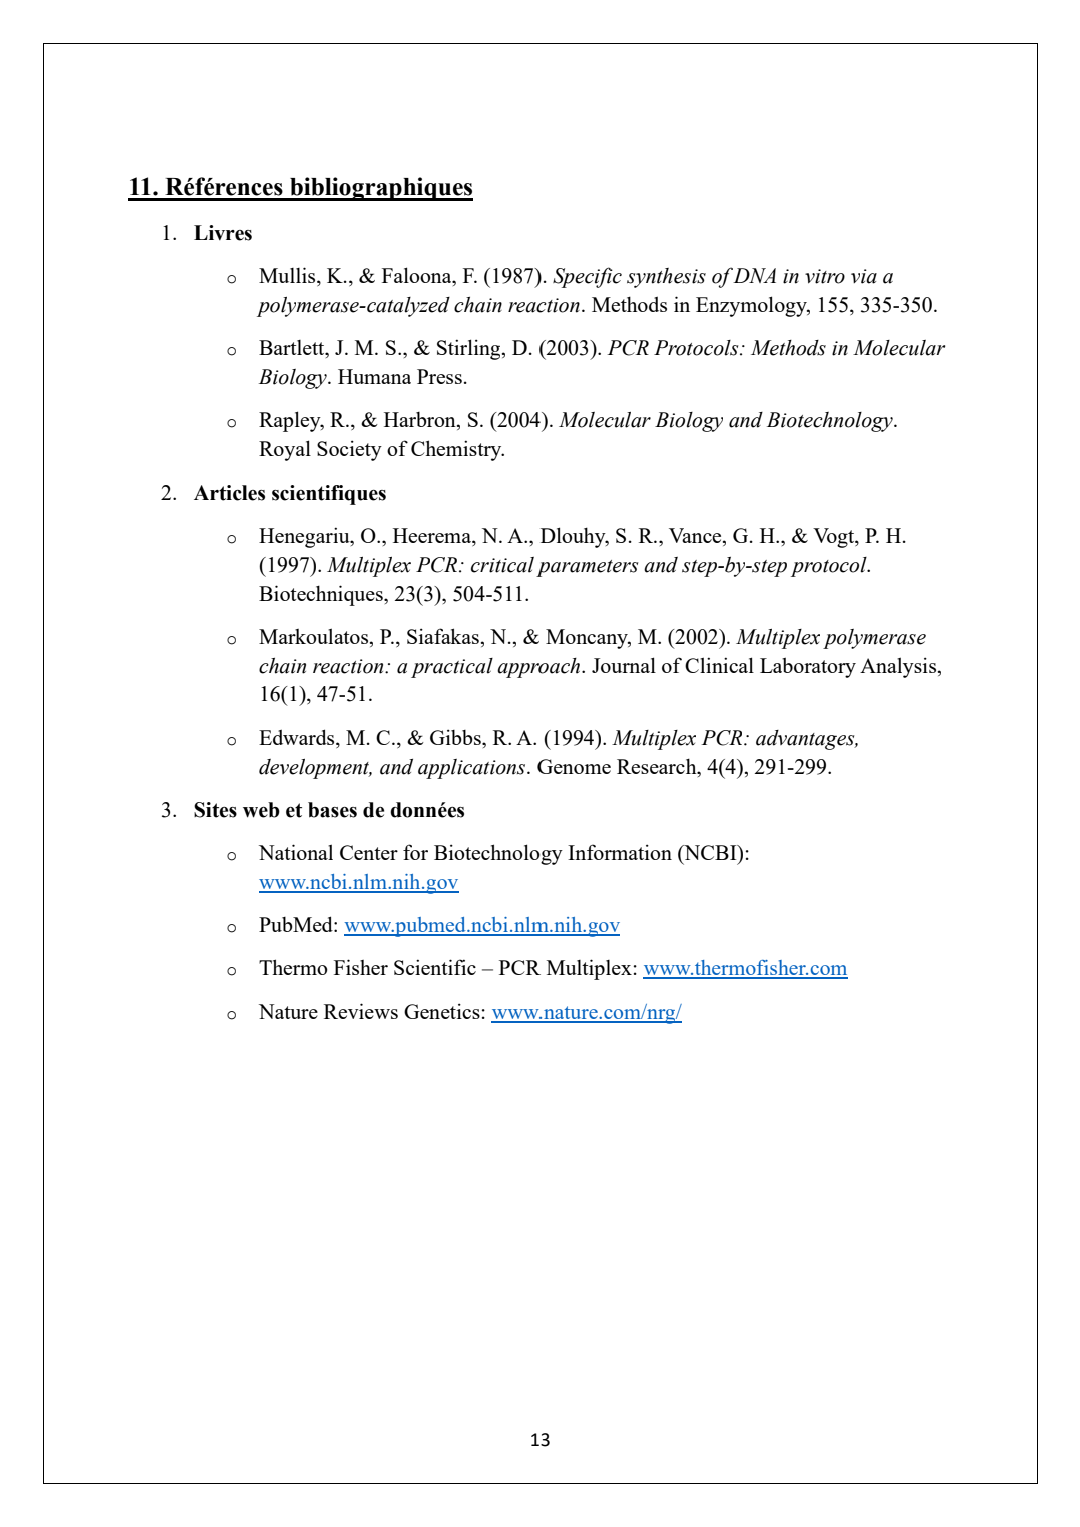 11. Références bibliographiques
1. Livres
o Mullis, K., & Faloona, F. (1987). Specific synthesis of DNA in vitro via a
polymerase-catalyzed chain reaction. Methods in Enzymology, 155, 335-350.
o Bartlett, J. M. S., & Stirling, D. (2003). PCR Protocols: Methods in Molecular
Biology. Humana Press.
o Rapley, R., & Harbron, S. (2004). Molecular Biology and Biotechnology.
Royal Society of Chemistry.
2. Articles scientifiques
o Henegariu, O., Heerema, N. A., Dlouhy, S. R., Vance, G. H., & Vogt, P. H.
(1997). Multiplex PCR: critical parameters and step-by-step protocol.
Biotechniques, 23(3), 504-511.
o Markoulatos, P., Siafakas, N., & Moncany, M. (2002). Multiplex polymerase
chain reaction: a practical approach. Journal of Clinical Laboratory Analysis,
16(1), 47-51.
o Edwards, M. C., & Gibbs, R. A. (1994). Multiplex PCR: advantages,
development, and applications. Genome Research, 4(4), 291-299.
3. Sites web et bases de données
o National Center for Biotechnology Information (NCBI):
www.ncbi.nlm.nih.gov
o PubMed: www.pubmed.ncbi.nlm.nih.gov
o Thermo Fisher Scientific – PCR Multiplex: www.thermofisher.com
o Nature Reviews Genetics: www.nature.com/nrg/
13